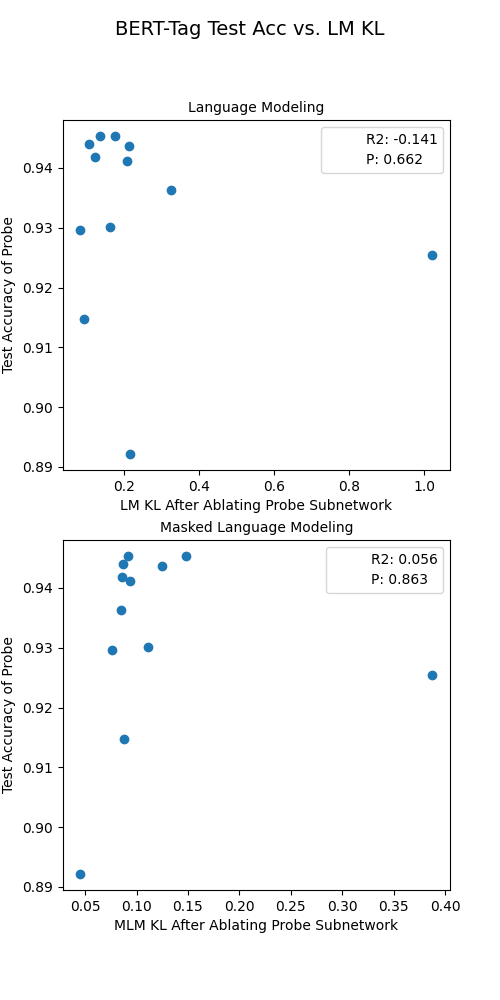 BERT-Tag Test Acc vs. LM KL
Language Modeling
R2: -0.141
P: 0.662
0.94
0.93
0.92
0.91
0.90
0.89
Test Accuracy of Probe
0.2 0.4 0.6 0.8 1.0
LM KL After Ablating Probe Subnetwork
Masked Language Modeling
R2: 0.056
P: 0.863
0.94
0.93
0.92
0.91
0.90
0.89
Test Accuracy of Probe
0.05 0.10 0.15 0.20 0.25 0.30 0.35 0.40
MLM KL After Ablating Probe Subnetwork